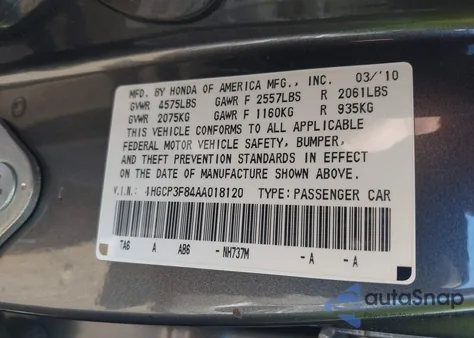 MFD. BY HONDA OF AMERICA MFG., INC. 03/'10
GVWR 4575LBS GAWR F 2557LBS R 2061LBS
GVWR 2075KG GAWR F 1160KG R 935KG
THIS VEHICLE CONFORMS TO ALL APPLICABLE
FEDERAL MOTOR VEHICLE SAFETY, BUMPER,
AND THEFT PREVENTION STANDARDS IN EFFECT
ON THE DATE OF MANUFACTURE SHOWN ABOVE.
V.I.N.: 1HGCP3F84AA018120 TYPE:PASSENGER CAR
TA6 A AB6 -NH737M -A -A
autoSnap